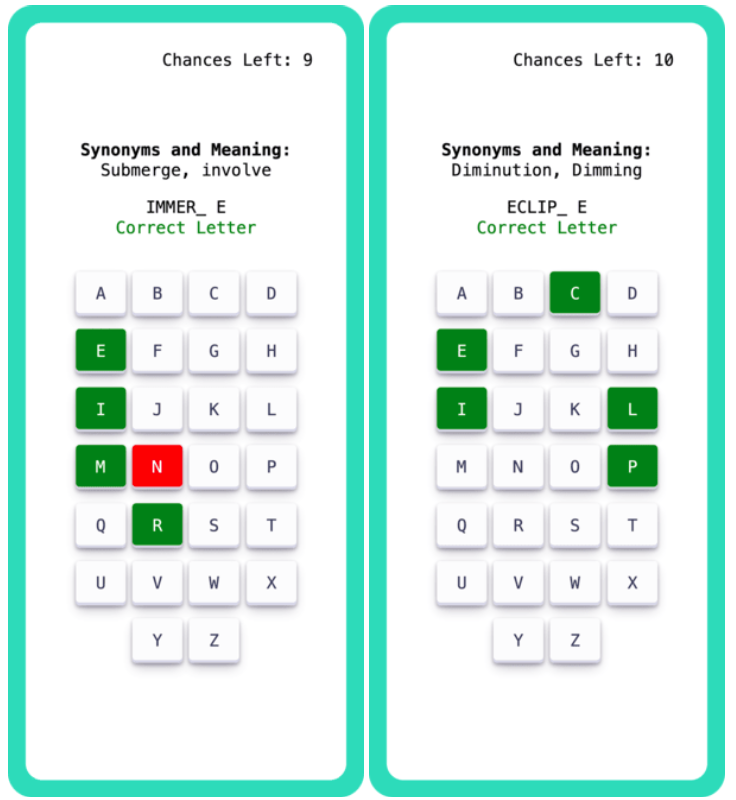 Chances Left: 9
Synonyms and Meaning:
Submerge, involve
IMMER_ E
Correct Letter
A B C D
E F G H
I J K L
M N O P
Q R S T
U V W X
Y Z
Chances Left: 10
Synonyms and Meaning:
Diminution, Dimming
ECLIP_ E
Correct Letter
A B C D
E F G H
I J K L
M N O P
Q R S T
U V W X
Y Z